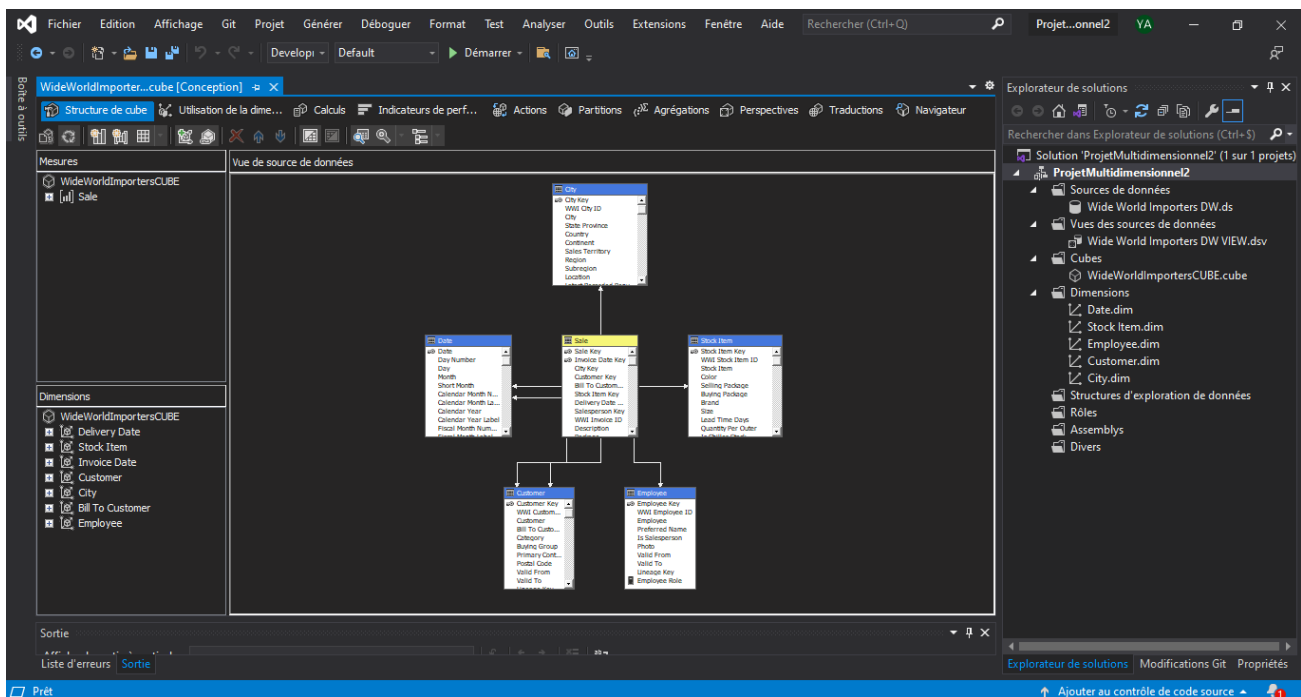 Fichier Edition Affichage Git Projet Générer Déboguer Format Test Analyser Outils Extensions Fenêtre Aide Rechercher (Ctrl+Q) Projet...onnel2 YA
Develop Default Démarrer
Boîte à outils
WideWorldImporter...cube [Conception]
Structure de cube Utilisation de la dime... Calculs Indicateurs de perf... Actions Partitions Agrégations Perspectives Traductions Navigateur
Mesures
WideWorldImportersCUBE
Sale
Dimensions
WideWorldImportersCUBE
Delivery Date
Stock Item
Invoice Date
Customer
City
Bill To Customer
Employee
Vue de source de données
City
City Key
WWI City ID
City
State Province
Country
Continent
Sales Territory
Region
Subregion
Location
Date
Date
Day Number
Day
Month
Short Month
Calendar Month N...
Calendar Month La...
Calendar Year
Calendar Year Label
Fiscal Month Num...
Sale
Sale Key
Invoice Date Key
City Key
Customer Key
Bill To Custom...
Stock Item Key
Delivery Date ...
Salesperson Key
WWI Invoice ID
Description
Stock Item
Stock Item Key
WWI Stock Item ID
Stock Item
Color
Selling Package
Buying Package
Brand
Size
Lead Time Days
Quantity Per Outer
Customer
Customer Key
WWI Custom...
Customer
Bill To Custo...
Category
Buying Group
Primary Cont...
Postal Code
Valid From
Valid To
Employee
Employee Key
WWI Employee ID
Employee
Preferred Name
Is Salesperson
Photo
Valid From
Valid To
Lineage Key
Employee Role
Explorateur de solutions
Rechercher dans Explorateur de solutions (Ctrl+$)
Solution 'ProjetMultidimensionnel2' (1 sur 1 projets)
ProjetMultidimensionnel2
Sources de données
Wide World Importers DW.ds
Vues des sources de données
Wide World Importers DW VIEW.dsv
Cubes
WideWorldImportersCUBE.cube
Dimensions
Date.dim
Stock Item.dim
Employee.dim
Customer.dim
City.dim
Structures d'exploration de données
Rôles
Assemblys
Divers
Sortie
Liste d'erreurs Sortie
Explorateur de solutions Modifications Git Propriétés
Prêt
Ajouter au contrôle de code source
1